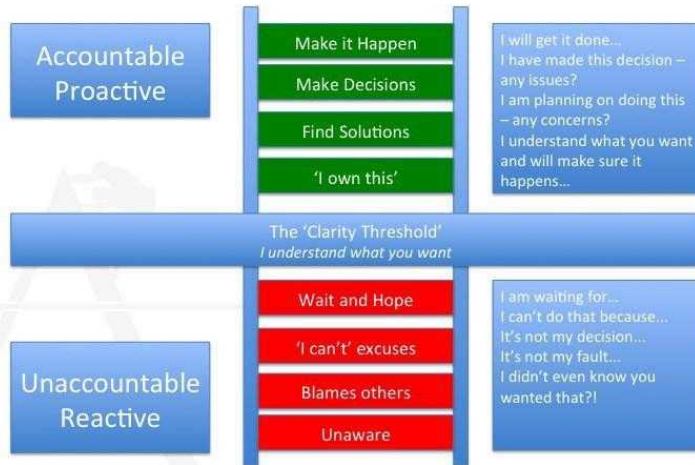 Accountable
Proactive
Make it Happen
Make Decisions
Find Solutions
‘I own this’
I will get it done...
I have made this decision –
any issues?
I am planning on doing this
– any concerns?
I understand what you want
and will make sure it
happens...
The ‘Clarity Threshold’
I understand what you want
Unaccountable
Reactive
Wait and Hope
‘I can’t’ excuses
Blames others
Unaware
I am waiting for...
I can’t do that because...
It’s not my decision...
It’s not my fault...
I didn’t even know you
wanted that?!